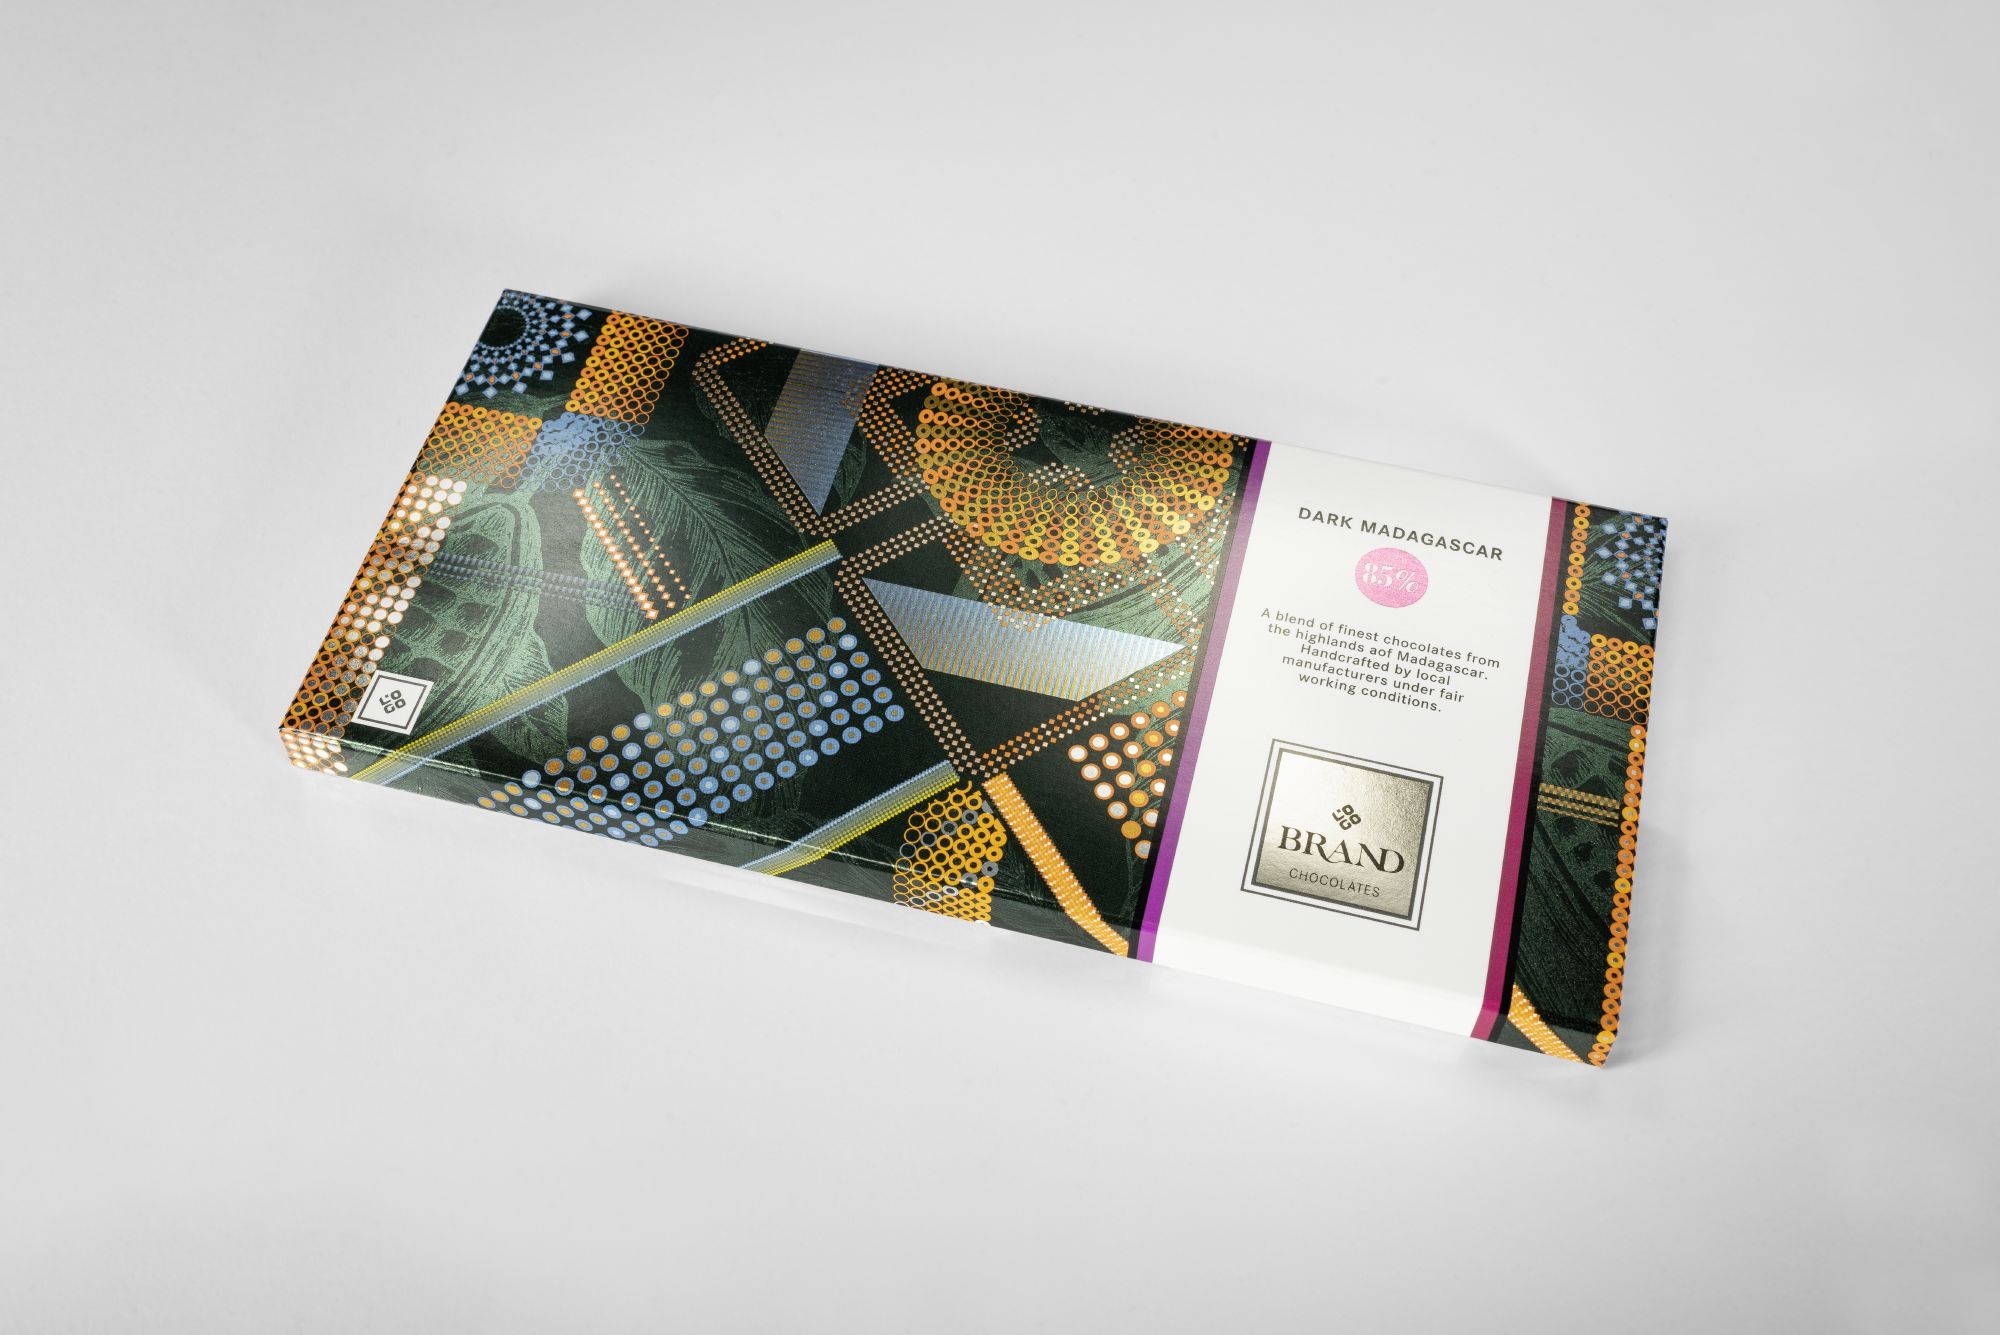 DARK MADAGASCAR
85%
A blend of finest chocolates from
the highlands aof Madagascar.
Handcrafted by local
manufacturers under fair
working conditions.
BRAND
CHOCOLATES